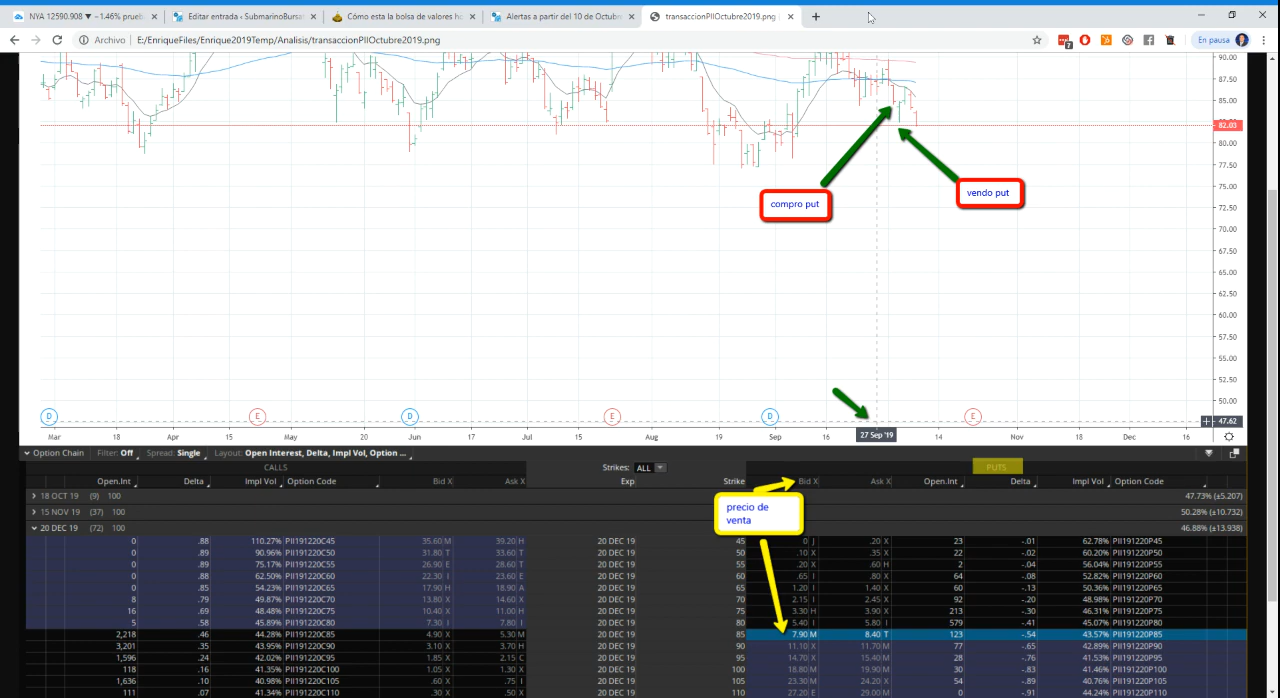 NYA 12590.908 ▼ −1.46% prueb
Editar entrada ‹ SubmarinoBursat
Cómo esta la bolsa de valores ho
Alertas a partir del 10 de Octubre
transaccionPIIOctubre2019.png
Archivo | E:/EnriqueFiles/Enrique2019Temp/Analisis/transaccionPIIOctubre2019.png
7
En pausa
90.00
87.50
85.00
82.03
80.00
77.50
75.00
72.50
70.00
67.50
65.00
62.50
60.00
57.50
55.00
52.50
50.00
47.62
compro put
vendo put
D E D E D E
Mar 18 Apr 15 May 20 Jun 17 Jul 15 Aug 19 Sep 16 27 Sep '19 14 Nov 18 Dec 16
Option Chain Filter: Off Spread: Single Layout: Open Interest, Delta, Impl Vol, Option ...
CALLS Strikes: ALL PUTS
Open.Int Delta Impl Vol Option Code Bid X Ask X Exp Strike Bid X Ask X Open.Int Delta Impl Vol Option Code
18 OCT 19 (9) 100 47.73% (±5.207)
15 NOV 19 (37) 100 50.28% (±10.732)
20 DEC 19 (72) 100 46.88% (±13.938)
precio de
venta
0 .88 110.27% PII191220C45 35.60 M 39.20 H 20 DEC 19 45 0 J .20 X 23 -.01 62.78% PII191220P45
0 .89 90.96% PII191220C50 31.80 T 33.60 T 20 DEC 19 50 .10 X .35 X 22 -.02 60.20% PII191220P50
0 .89 75.17% PII191220C55 26.90 E 28.60 T 20 DEC 19 55 .20 X .60 H 2 -.04 56.04% PII191220P55
0 .88 62.50% PII191220C60 22.30 I 23.60 E 20 DEC 19 60 .65 I .80 X 64 -.08 52.82% PII191220P60
0 .85 54.23% PII191220C65 17.90 H 18.90 A 20 DEC 19 65 1.20 I 1.40 X 60 -.13 50.36% PII191220P65
8 .79 49.87% PII191220C70 13.80 X 14.60 X 20 DEC 19 70 2.15 I 2.45 X 92 -.20 48.98% PII191220P70
16 .69 48.48% PII191220C75 10.40 X 11.00 H 20 DEC 19 75 3.30 H 3.90 X 213 -.30 46.31% PII191220P75
5 .58 45.89% PII191220C80 7.30 I 7.80 I 20 DEC 19 80 5.40 I 5.80 I 579 -.41 45.07% PII191220P80
2,218 .46 44.28% PII191220C85 4.90 X 5.30 M 20 DEC 19 85 7.90 M 8.40 T 123 -.54 43.57% PII191220P85
3,201 .35 43.95% PII191220C90 3.10 X 3.70 H 20 DEC 19 90 11.10 X 11.70 M 77 -.65 42.89% PII191220P90
1,596 .24 42.02% PII191220C95 1.85 X 2.15 C 20 DEC 19 95 14.70 X 15.40 M 28 -.76 41.53% PII191220P95
118 .16 41.35% PII191220C100 1.05 X 1.30 X 20 DEC 19 100 18.80 M 19.90 M 30 -.83 41.46% PII191220P100
1,636 .10 40.98% PII191220C105 .60 X .75 I 20 DEC 19 105 23.30 M 24.20 X 14 -.89 40.76% PII191220P105
111 .07 41.34% PII191220C110 .30 X .50 X 20 DEC 19 110 27.20 E 29.00 M 0 -.91 44.24% PII191220P110